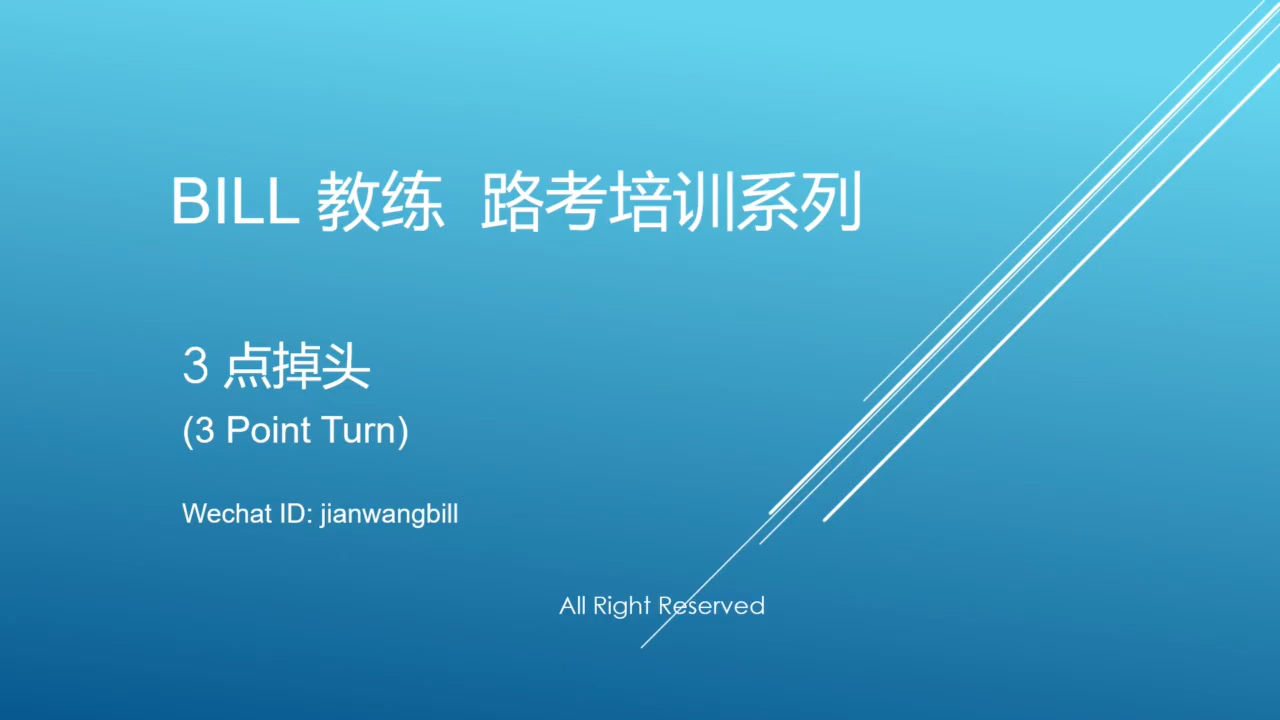 BILL 教练 路考培训系列
3 点掉头
(3 Point Turn)
Wechat ID: jianwangbill
All Right Reserved